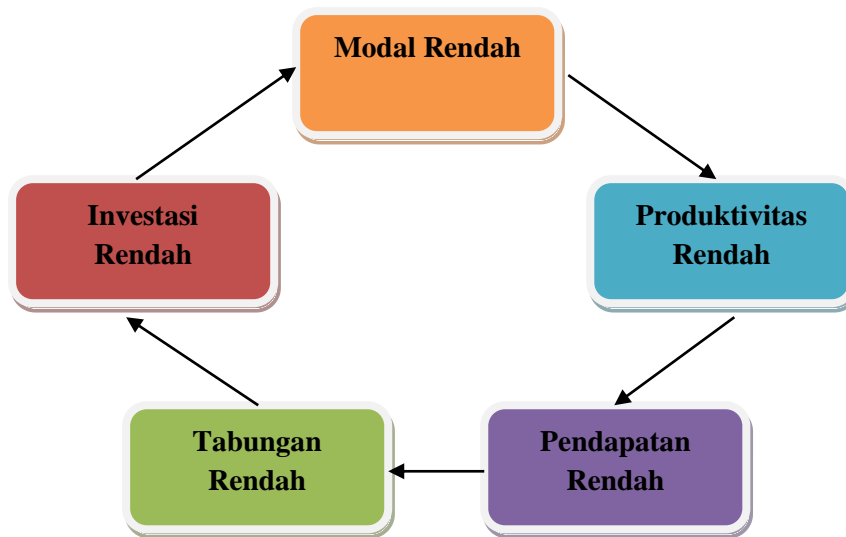 Modal Rendah
Investasi
Rendah
Produktivitas
Rendah
Tabungan
Rendah
Pendapatan
Rendah